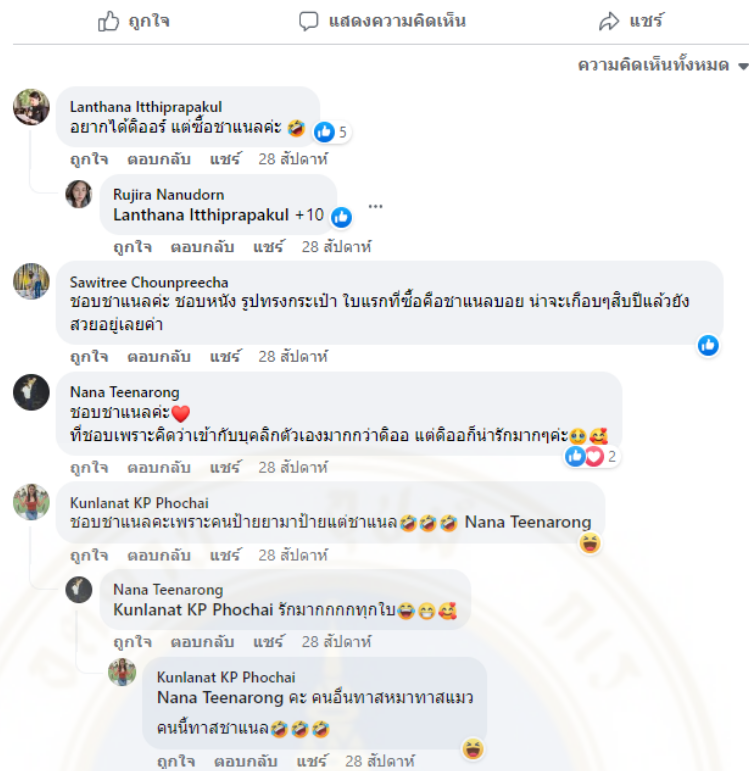 ถูกใจ แสดงความคิดเห็น แชร์
ความคิดเห็นทั้งหมด
Lanthana Itthiprapakul
อยากได้ดิออร์ แต่ซื้อชาแนลค่ะ 🤣 5
ถูกใจ ตอบกลับ แชร์ 28 สัปดาห์
Rujira Nanudorn
Lanthana Itthiprapakul +10
ถูกใจ ตอบกลับ แชร์ 28 สัปดาห์
Sawitree Chounpreecha
ชอบชาแนลค่ะ ชอบหนัง รูปทรงกระเป๋า ใบแรกที่ซื้อคือชาแนลบอย น่าจะเกือบๆสิบปีแล้วยัง
สวยอยู่เลยค่า
ถูกใจ ตอบกลับ แชร์ 28 สัปดาห์
Nana Teenarong
ชอบชาแนลค่ะ♥️
ที่ชอบเพราะคิดว่าเข้ากับบุคลิกตัวเองมากกว่าดิออ แต่ดิออก็น่ารักมากๆค่ะ🥹🥰
2
ถูกใจ ตอบกลับ แชร์ 28 สัปดาห์
Kunlanat KP Phochai
ชอบชาแนลคะเพราะคนป้ายยามาป้ายแต่ชาแนล🤣🤣🤣 Nana Teenarong
ถูกใจ ตอบกลับ แชร์ 28 สัปดาห์
Nana Teenarong
Kunlanat KP Phochai รักมากกกกทุกใบ😂😁🥰
ถูกใจ ตอบกลับ แชร์ 28 สัปดาห์
Kunlanat KP Phochai
Nana Teenarong คะ คนอื่นทาสหมาทาสแมว
คนนี้ทาสชาแนล🤣🤣🤣
ถูกใจ ตอบกลับ แชร์ 28 สัปดาห์